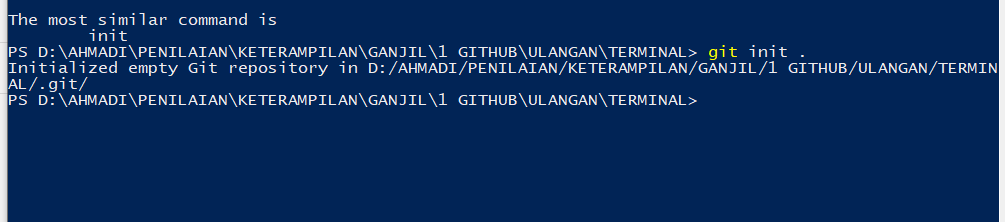 The most similar command is
        init
PS D:\AHMADI\PENILAIAN\KETERAMPILAN\GANJIL\1 GITHUB\ULANGAN\TERMINAL> git init .
Initialized empty Git repository in D:/AHMADI/PENILAIAN/KETERAMPILAN/GANJIL/1 GITHUB/ULANGAN/TERMIN
AL/.git/
PS D:\AHMADI\PENILAIAN\KETERAMPILAN\GANJIL\1 GITHUB\ULANGAN\TERMINAL>